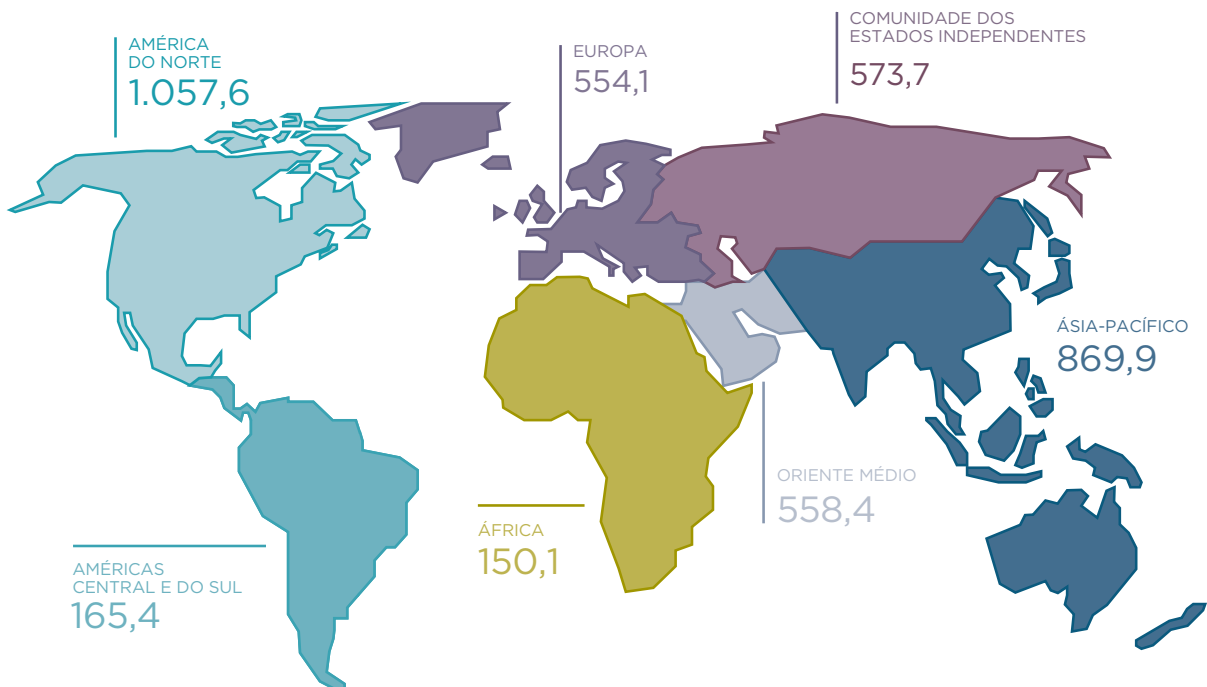 AMÉRICA
DO NORTE
1.057,6
EUROPA
554,1
COMUNIDADE DOS
ESTADOS INDEPENDENTES
573,7
ÁSIA-PACÍFICO
869,9
ORIENTE MÉDIO
558,4
ÁFRICA
150,1
AMÉRICAS
CENTRAL E DO SUL
165,4